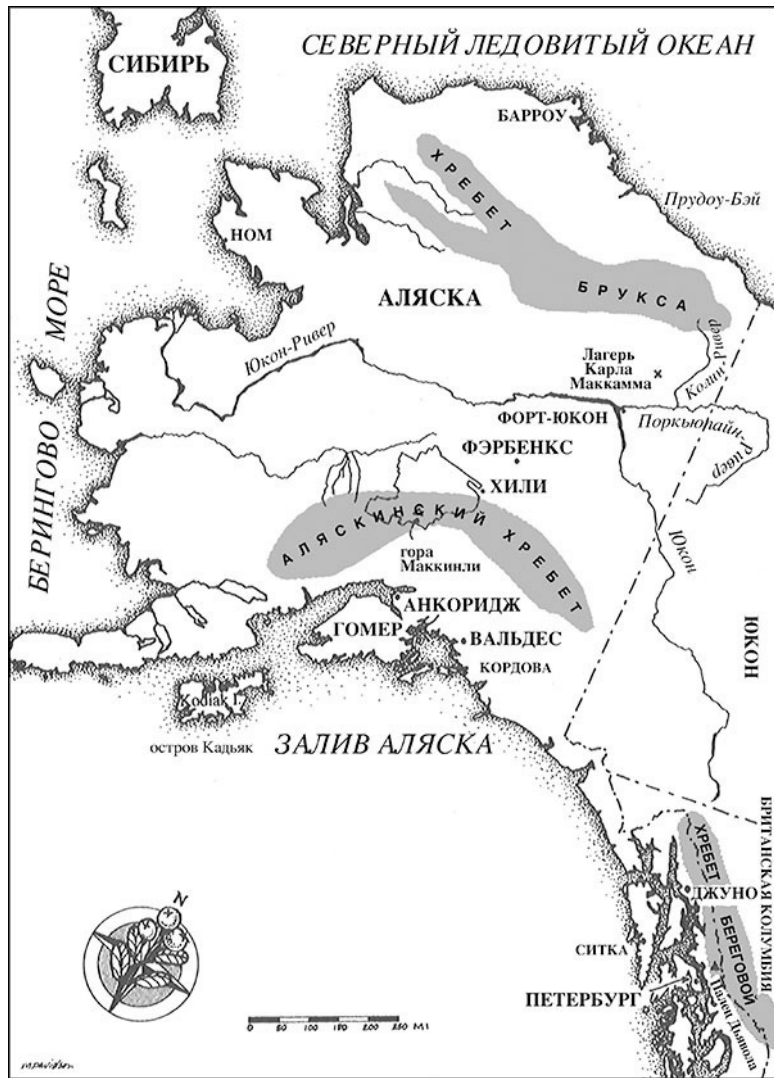 СЕВЕРНЫЙ ЛЕДОВИТЫЙ ОКЕАН
СИБИРЬ
БАРРОУ
ХРЕБЕТ
Прудоу-Бэй
НОМ
БРУКСА
АЛЯСКА
МОРЕ
Юкон-Ривер
Лагерь
Карла
Маккамма
Колин-Ривер
ФОРТ-ЮКОН
Поркьюпайн-
Ривер
ФЭРБЕНКС
ХИЛИ
БЕРИНГОВО
АЛЯСКИНСКИЙ ХРЕБЕТ
гора
Маккинли
Юкон
АНКОРИДЖ
ГОМЕР
ВАЛЬДЕС
КОРДОВА
ЮКОН
Kodiak I.
остров Кадьяк
ЗАЛИВ АЛЯСКА
БРИТАНСКАЯ КОЛУМБИЯ
ХРЕБЕТ
ДЖУНО
БЕРЕГОВОЙ
СИТКА
Палец Дьявола
ПЕТЕРБУРГ
N
0 50 100 150 200 250 MI